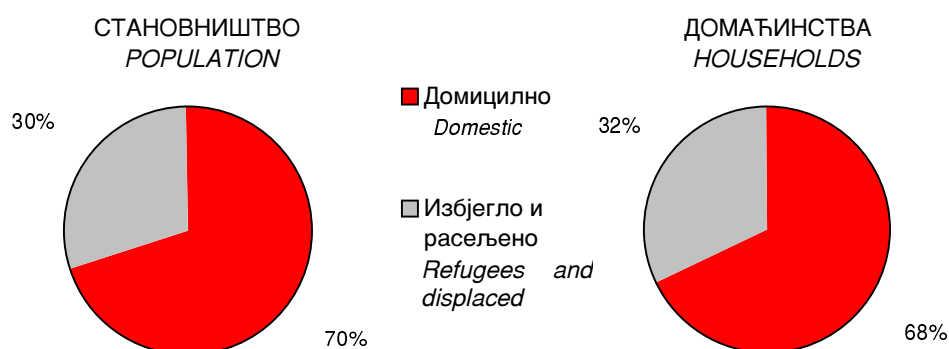 СТАНОВНИШТВО
POPULATION
30%
70%
Домицилно
Domestic
Избјегло и
расељено
Refugees and
displaced
ДОМАЋИНСТВА
HOUSEHOLDS
32%
68%